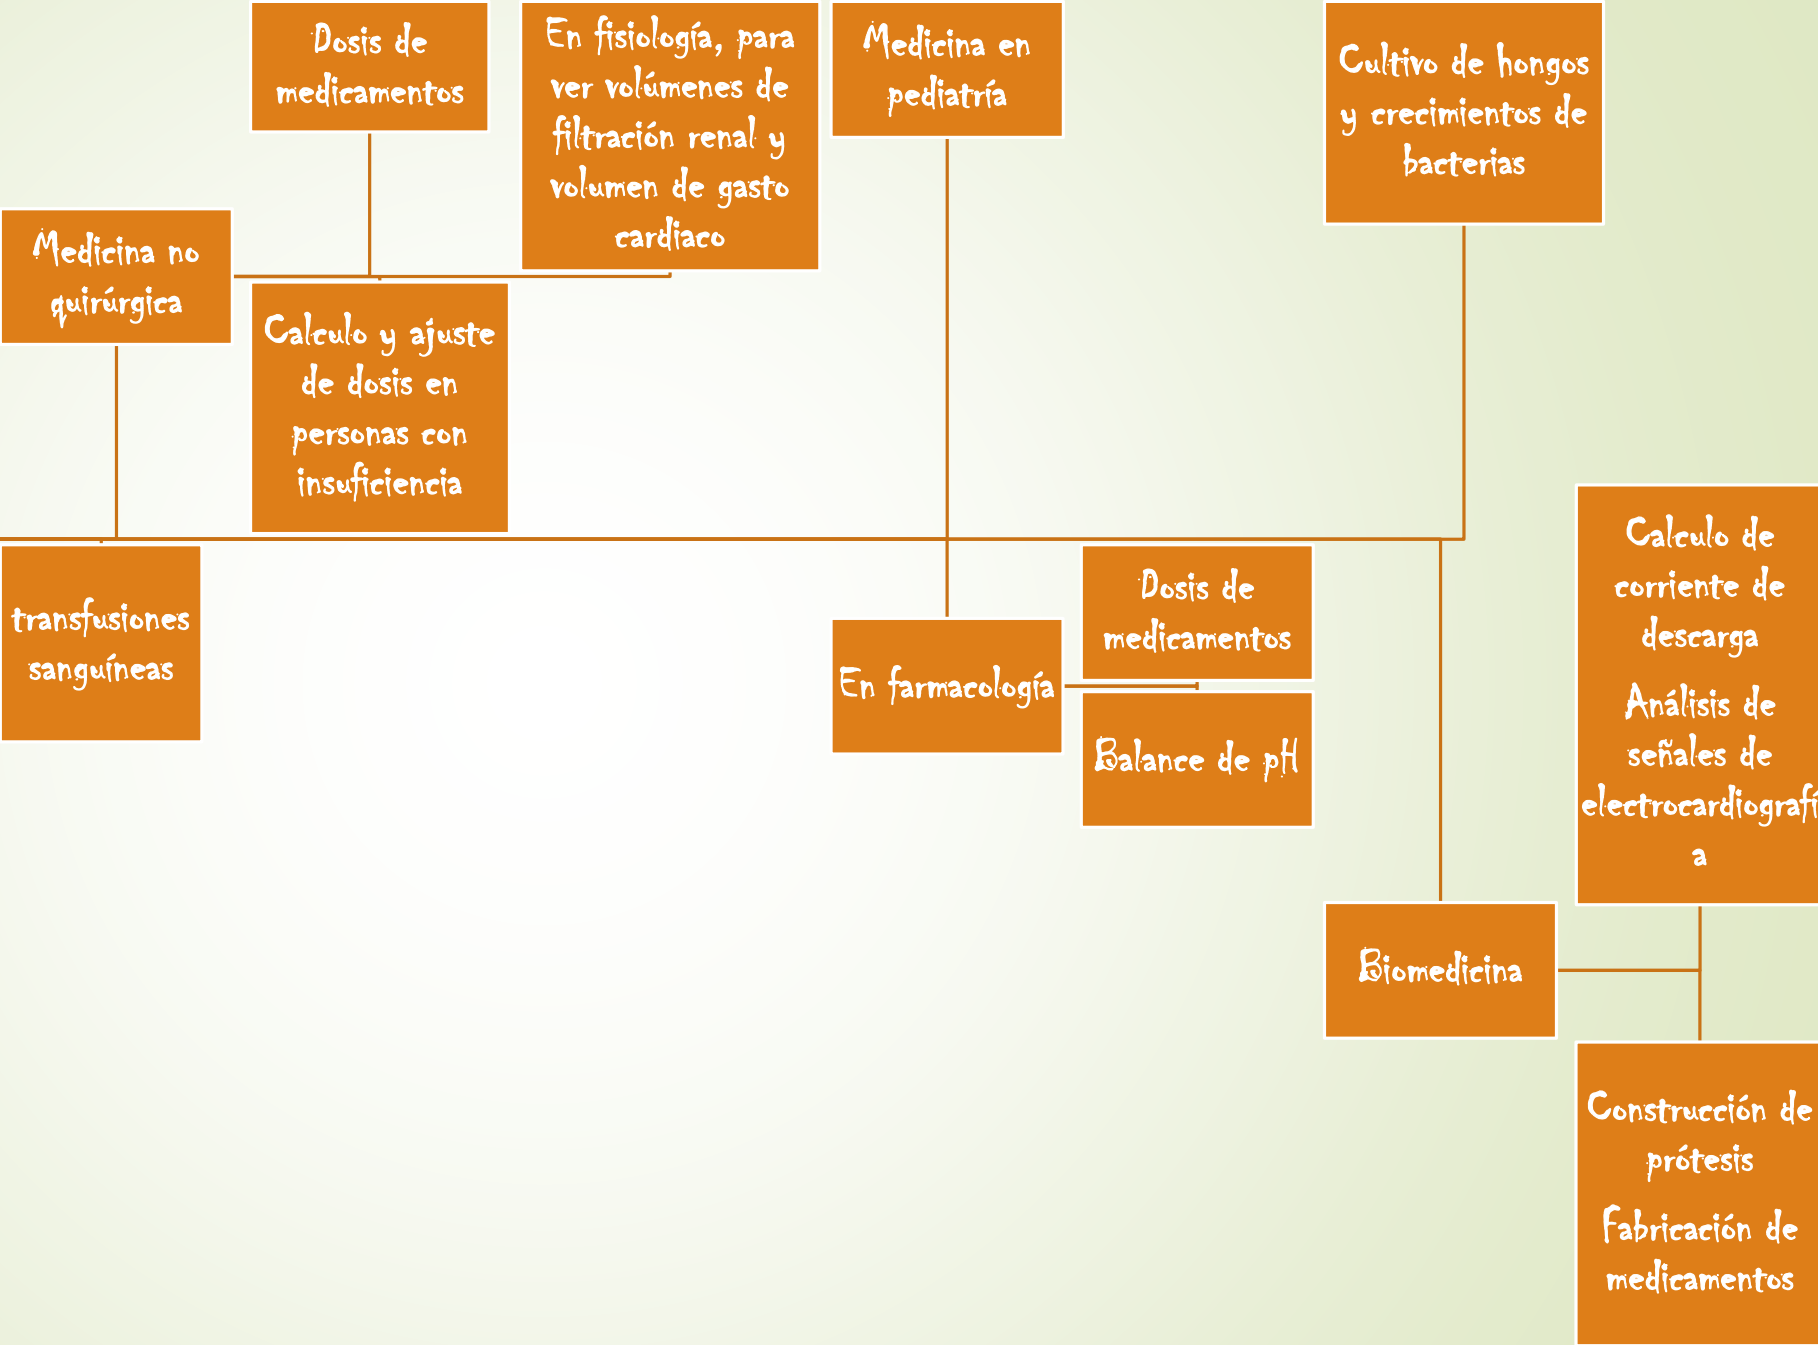 Dosis de
medicamentos
En fisiología, para
ver volúmenes de
filtración renal y
volumen de gasto
cardiaco
Medicina en
pediatría
Cultivo de hongos
y crecimientos de
bacterias
Medicina no
quirúrgica
Calculo y ajuste
de dosis en
personas con
insuficiencia
transfusiones
sanguíneas
En farmacología
Dosis de
medicamentos
Balance de pH
Calculo de
corriente de
descarga
Análisis de
señales de
electrocardiografí
a
Biomedicina
Construcción de
prótesis
Fabricación de
medicamentos